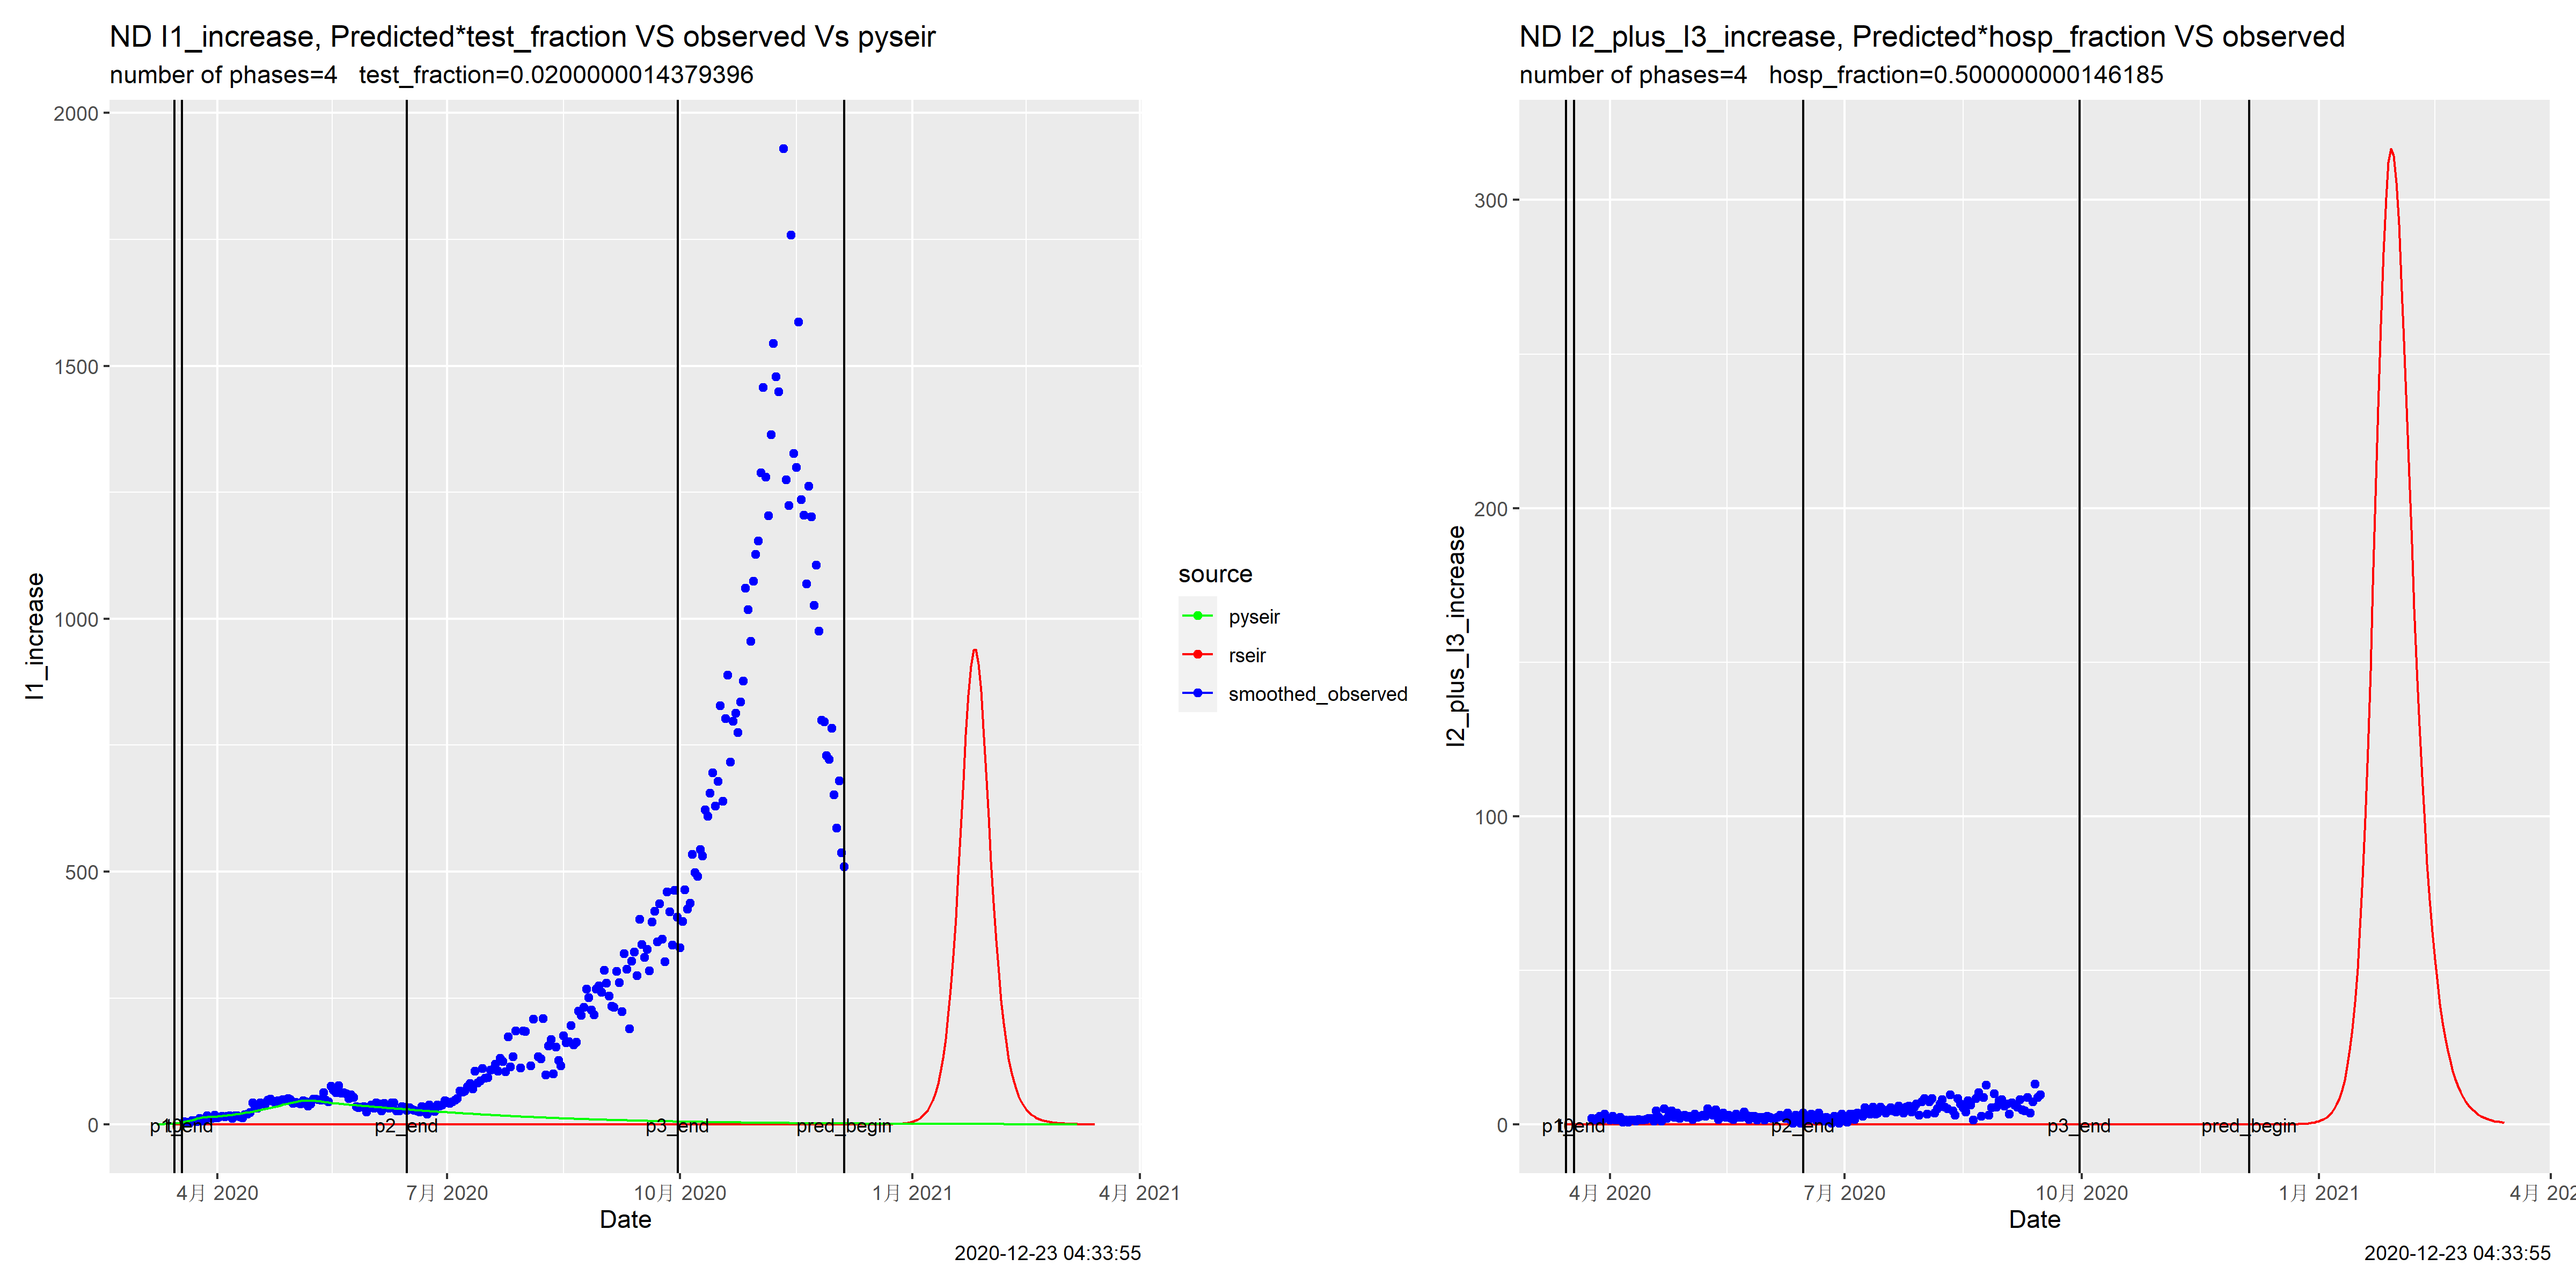 ND I1_increase, Predicted*test_fraction VS observed Vs pyseir
number of phases=4 test_fraction=0.0200000014379396
I1_increase
2000
1500
1000
500
0
p2_end
p3_end
pred_begin
4月 2020
7月 2020
10月 2020
1月 2021
4月 2021
Date
2020-12-23 04:33:55
source
pyseir
rseir
smoothed_observed
ND I2_plus_I3_increase, Predicted*hosp_fraction VS observed
number of phases=4 hosp_fraction=0.500000000146185
I2_plus_I3_increase
300
200
100
0
p2_end
p3_end
pred_begin
4月 2020
7月 2020
10月 2020
1月 2021
4月 202
Date
2020-12-23 04:33:55